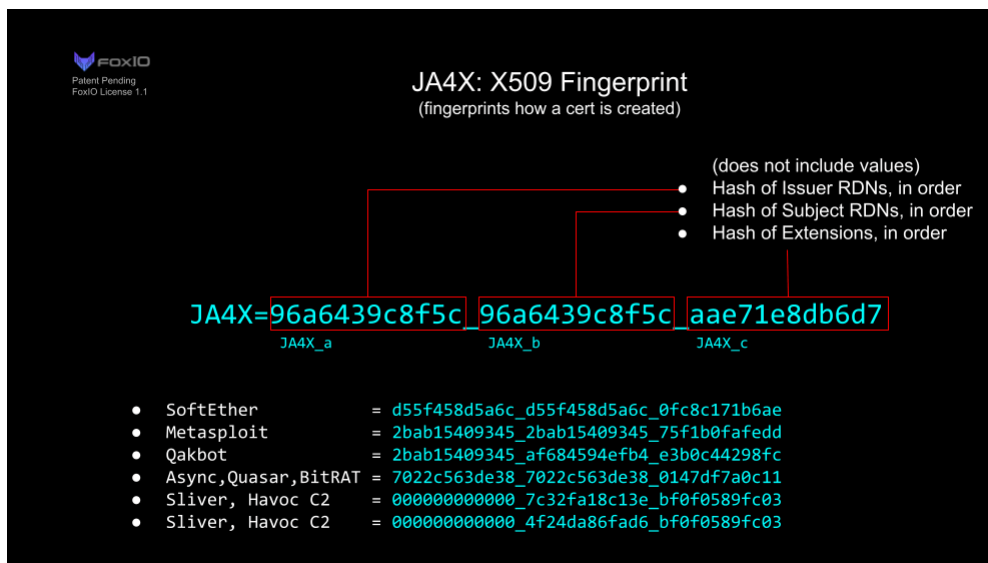 FOXIO
Patent Pending
FoxIO License 1.1
JA4X: X509 Fingerprint
(fingerprints how a cert is created)
(does not include values)
● Hash of Issuer RDNs, in order
● Hash of Subject RDNs, in order
● Hash of Extensions, in order
JA4X=96a6439c8f5c_96a6439c8f5c_aae71e8db6d7
JA4X_a JA4X_b JA4X_c
● SoftEther = d55f458d5a6c_d55f458d5a6c_0fc8c171b6ae
● Metasploit = 2bab15409345_2bab15409345_75f1b0fafedd
● Qakbot = 2bab15409345_af684594efb4_e3b0c44298fc
● Async,Quasar,BitRAT = 7022c563de38_7022c563de38_0147df7a0c11
● Sliver, Havoc C2 = 000000000000_7c32fa18c13e_bf0f0589fc03
● Sliver, Havoc C2 = 000000000000_4f24da86fad6_bf0f0589fc03